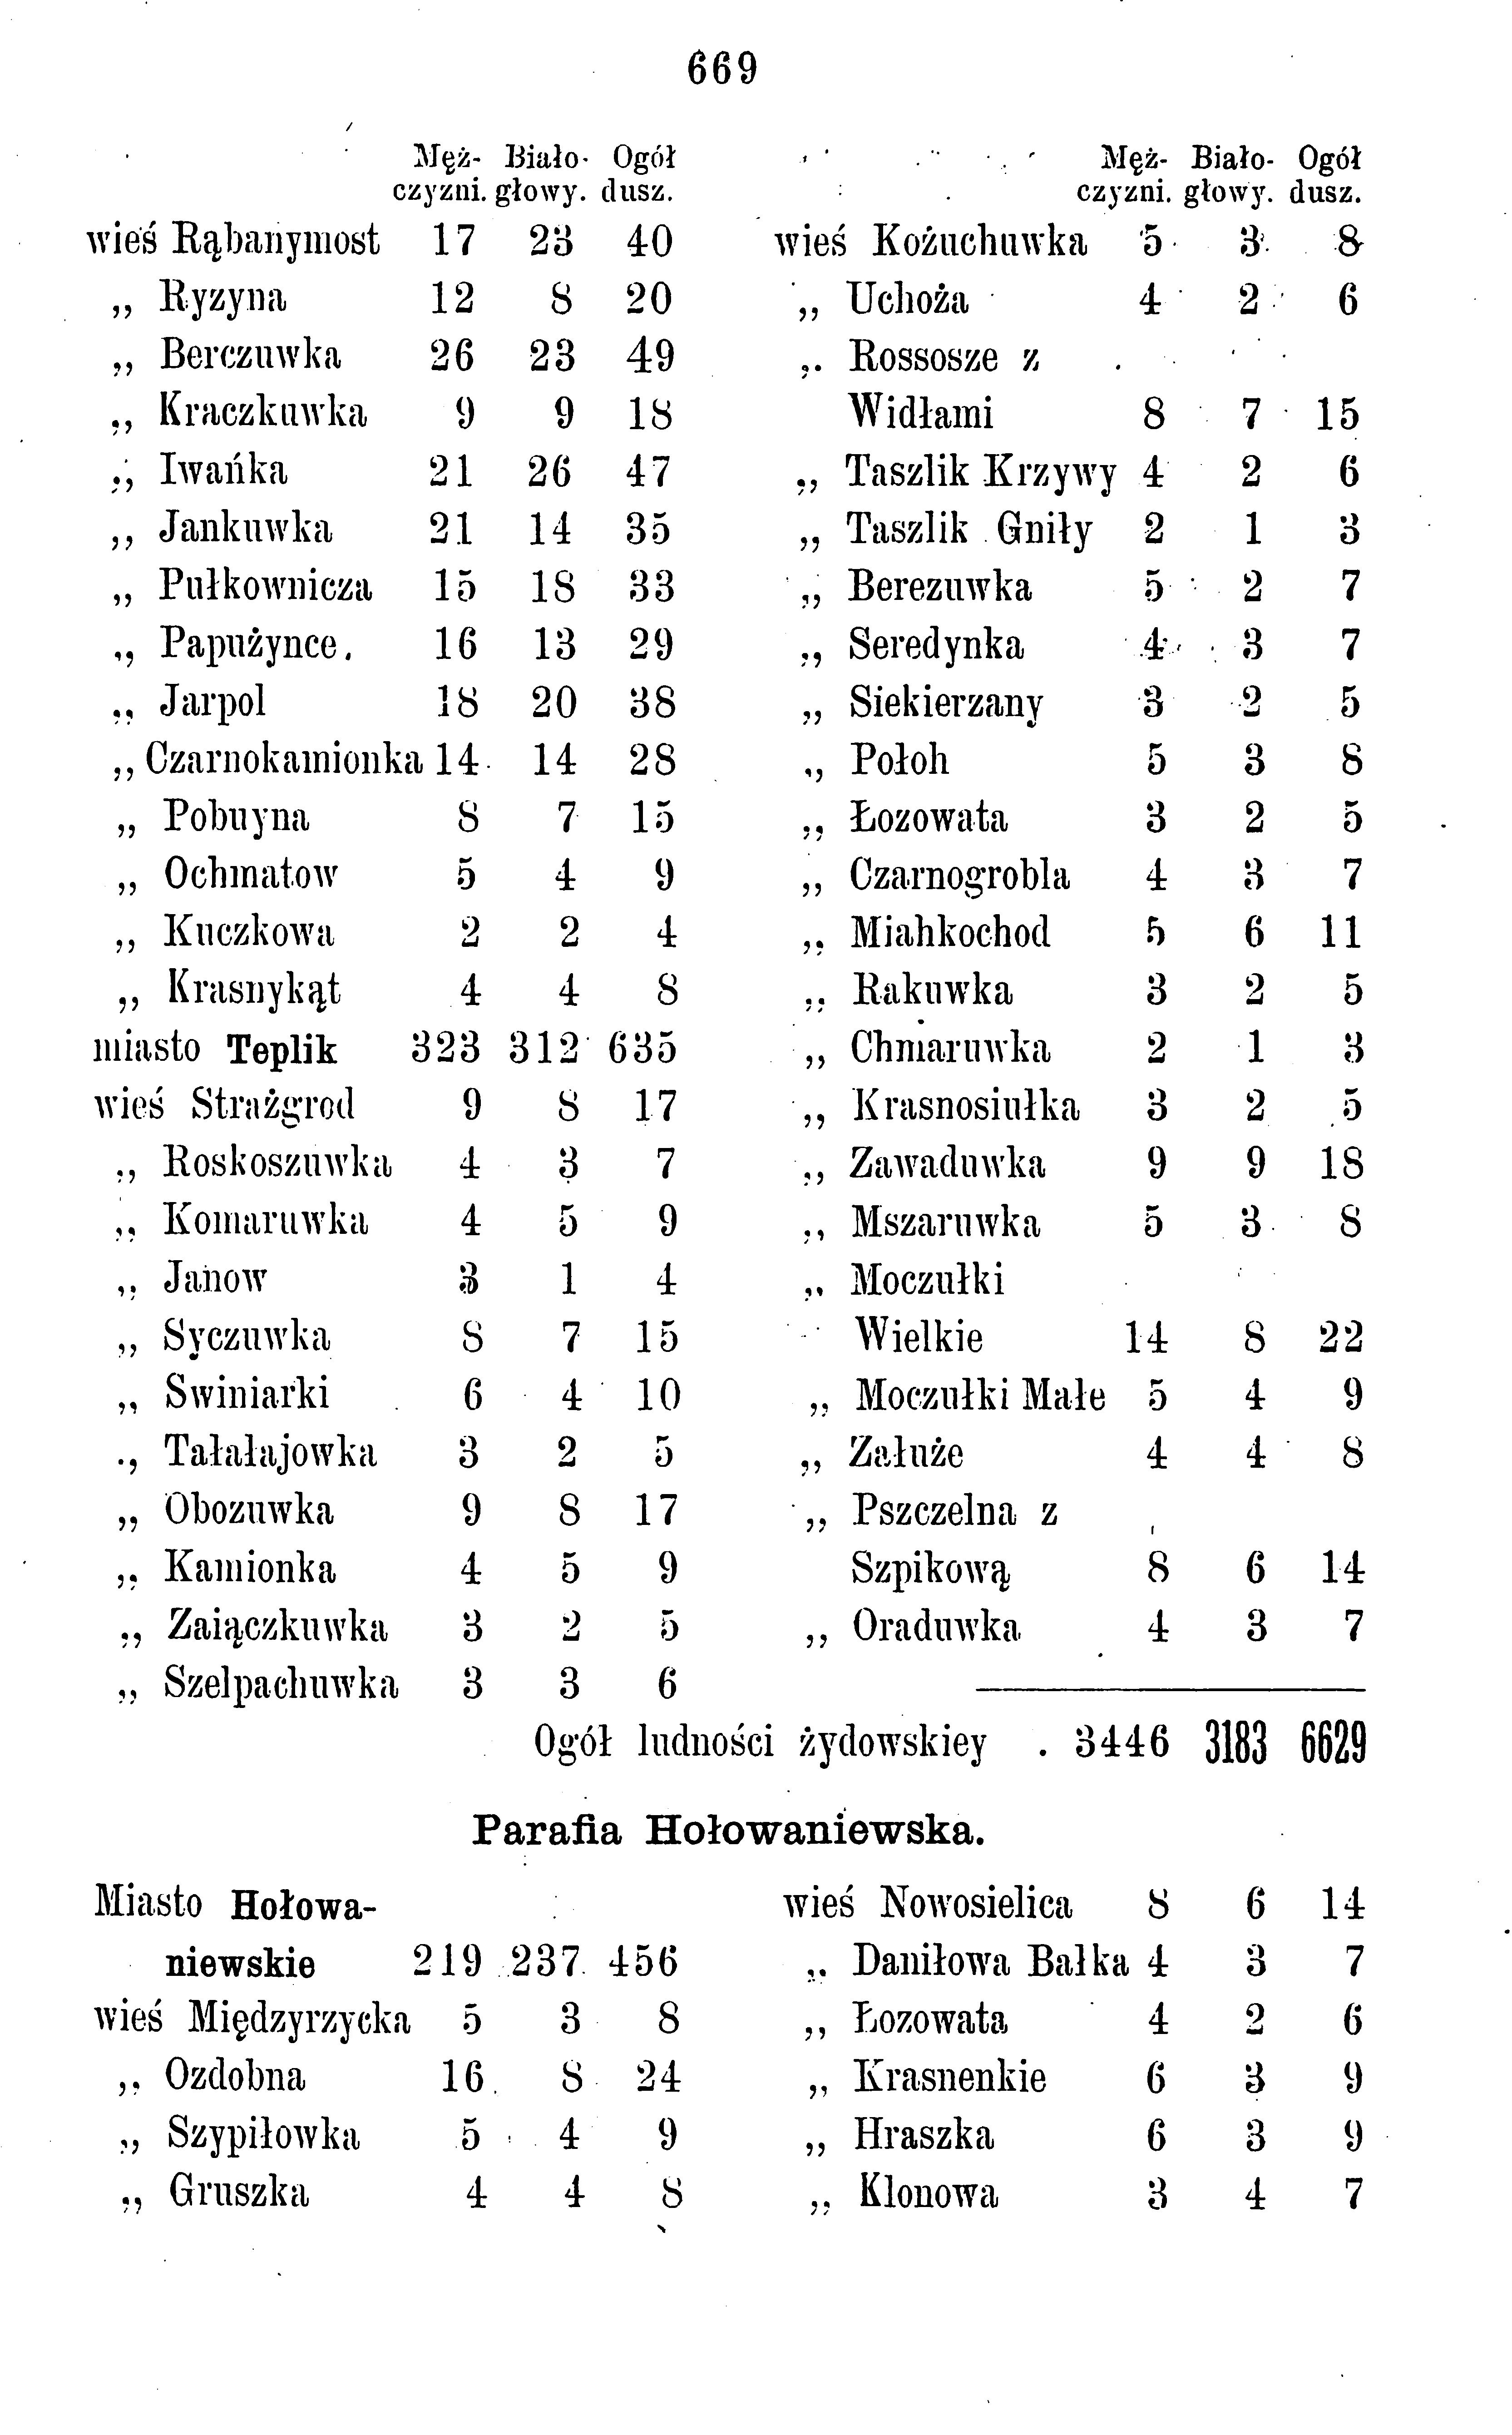 669
Męż- Biało- Ogół
czyzni. głowy. dusz.
wieś Rąbanymost 17 23 40
„ Ryzyna 12 8 20
„ Berczuwka 26 23 49
„ Kraczkuwka 9 9 18
„ Iwańka 21 26 47
„ Jankuwka 21 14 35
„ Pułkownicza 15 18 33
„ Papużynce. 16 13 29
„ Jarpol 18 20 38
„ Czarnokamionka 14 14 28
„ Pobuyna 8 7 15
„ Ochmatow 5 4 9
„ Kuczkowa 2 2 4
„ Krasnykąt 4 4 8
miasto Teplik 323 312 635
wieś Strażgrod 9 8 17
„ Roskoszuwka 4 3 7
„ Komaruwka 4 5 9
„ Janow 3 1 4
„ Syczuwka 8 7 15
„ Swiniarki 6 4 10
„ Tałałajowka 3 2 5
„ Obozuwka 9 8 17
„ Kamionka 4 5 9
„ Zaiączkuwka 3 2 5
„ Szelpachuwka 3 3 6
Męż- Biało- Ogół
czyzni. głowy. dusz.
wieś Kożuchuwka 5 3 8
„ Uchoża 4 2 6
„ Rossosze z
Widłami 8 7 15
„ Taszlik Krzywy 4 2 6
„ Taszlik Gniły 2 1 3
„ Berezuwka 5 2 7
„ Seredynka 4 3 7
„ Siekierzany 3 2 5
„ Połoh 5 3 8
„ Łozowata 3 2 5
„ Czarnogrobla 4 3 7
„ Miahkochod 5 6 11
„ Rakuwka 3 2 5
„ Chmaruwka 2 1 3
„ Krasnosiułka 3 2 5
„ Zawaduwka 9 9 18
„ Mszaruwka 5 3 8
„ Moczułki
Wielkie 14 8 22
„ Moczułki Małe 5 4 9
„ Załuże 4 4 8
„ Pszczelna z
Szpikową 8 6 14
„ Oraduwka 4 3 7
Ogół ludności żydowskiey . 3446 3183 6629
Parafia Hołowaniewska.
Miasto Hołowa-
niewskie 219 237 456
wieś Międzyrzycka 5 3 8
„ Ozdobna 16 8 24
„ Szypiłowka 5 4 9
„ Gruszka 4 4 8
wieś Nowosielica 8 6 14
„ Daniłowa Bałka 4 3 7
„ Łozowata 4 2 6
„ Krasnenkie 6 3 9
„ Hraszka 6 3 9
„ Klonowa 3 4 7